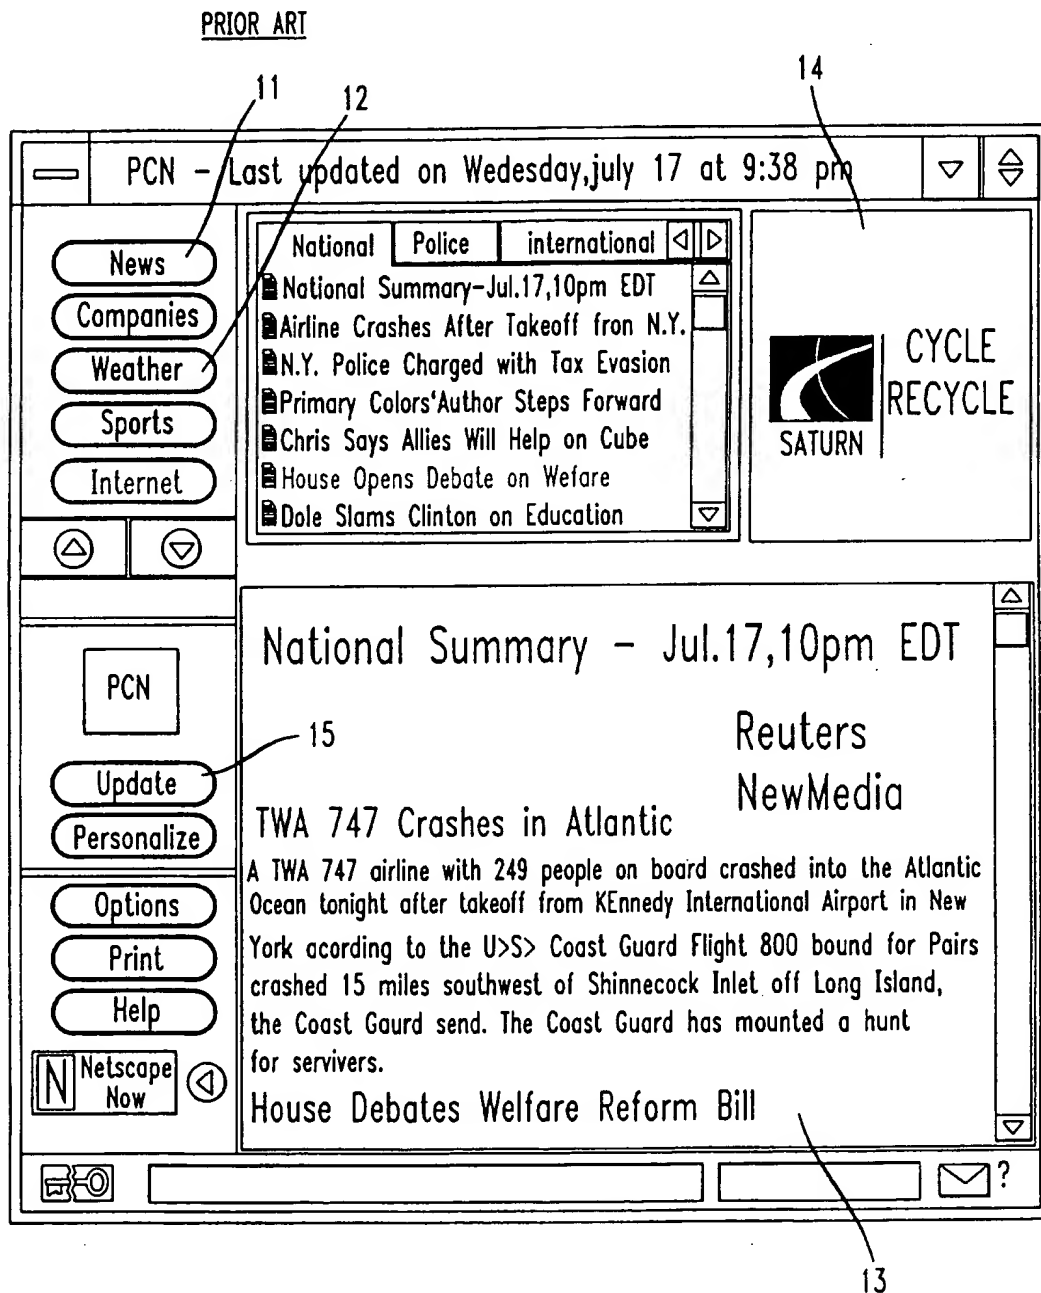 PRIOR ART
11
12
14
PCN - Last updated on Wedesday,july 17 at 9:38 pm
News
Companies
Weather
Sports
Internet
National Police international
National Summary-Jul.17,10pm EDT
Airline Crashes After Takeoff fron N.Y.
N.Y. Police Charged with Tax Evasion
Primary Colors'Author Steps Forward
Chris Says Allies Will Help on Cube
House Opens Debate on Wefare
Dole Slams Clinton on Education
SATURN
CYCLE
RECYCLE
PCN
15
Update
Personalize
Options
Print
Help
N Netscape
Now
National Summary - Jul.17,10pm EDT
Reuters
NewMedia
TWA 747 Crashes in Atlantic
A TWA 747 airline with 249 people on board crashed into the Atlantic
Ocean tonight after takeoff from KEnnedy International Airport in New
York acording to the U>S> Coast Guard Flight 800 bound for Pairs
crashed 15 miles southwest of Shinnecock Inlet off Long Island,
the Coast Gaurd send. The Coast Guard has mounted a hunt
for servivers.
House Debates Welfare Reform Bill
?
13